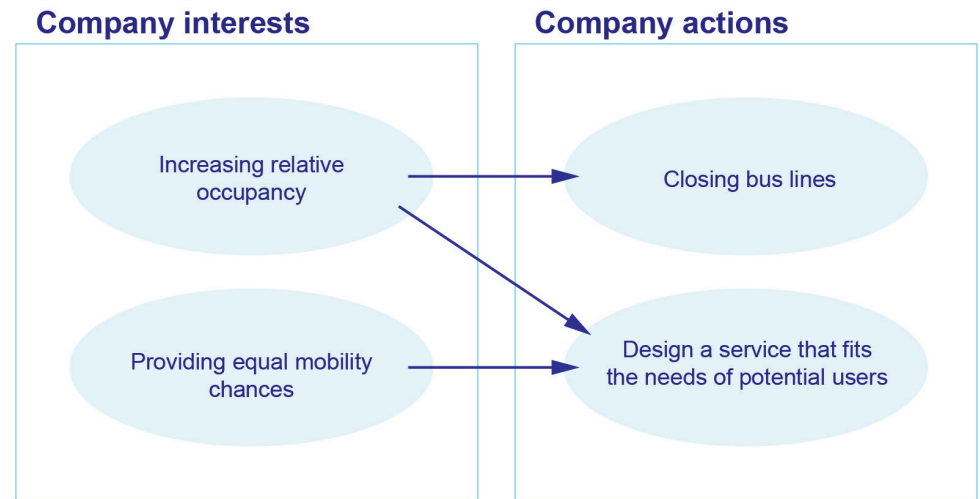 Company interests
Company actions
Increasing relative
occupancy
Closing bus lines
Providing equal mobility
chances
Design a service that fits
the needs of potential users